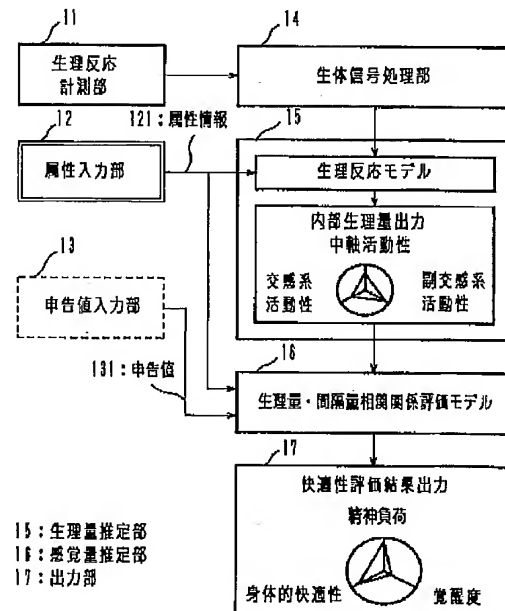 11
生理反応
計測部
14
生体信号処理部
121：属性情報
12
属性入力部
15
生理反応モデル
内部生理量出力
中軸活動性
交感系
活動性
副交感系
活動性
13
申告値入力部
131：申告値
16
生理量・間隔量相関関係評価モデル
17
快適性評価結果出力
精神負荷
身体的快適性
覚醒度
15：生理量推定部
16：感覚量推定部
17：出力部